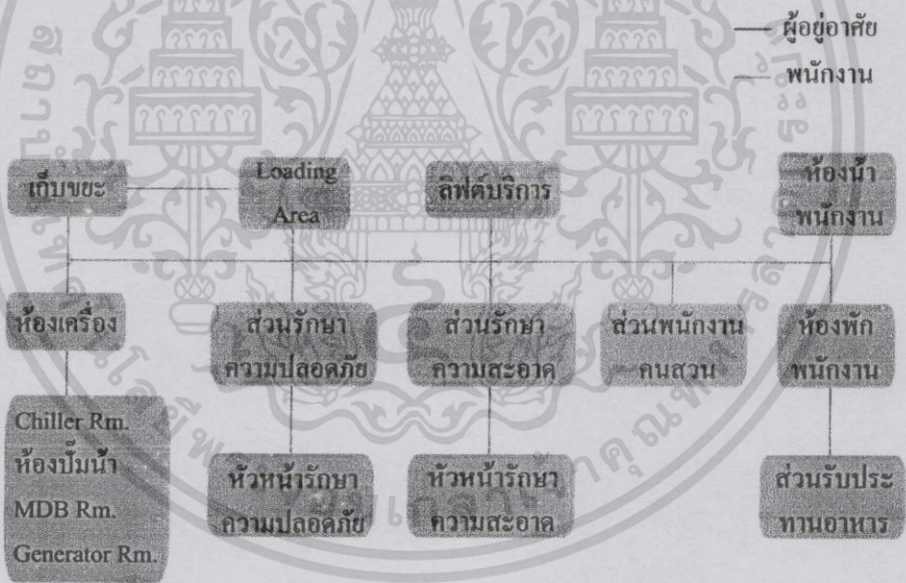 ผู้อยู่อาศัย
พนักงาน
เก็บขยะ
Loading
Area
ลิฟต์บริการ
ห้องน้ำ
พนักงาน
ห้องเครื่อง
ส่วนรักษา
ความปลอดภัย
ส่วนรักษา
ความสะอาด
ส่วนพนักงาน
คนสวน
ห้องพัก
พนักงาน
Chiller Rm.
ห้องปั๊มน้ำ
MDB Rm.
Generator Rm.
หัวหน้ารักษา
ความปลอดภัย
หัวหน้ารักษา
ความสะอาด
ส่วนรับประ
ทานอาหาร